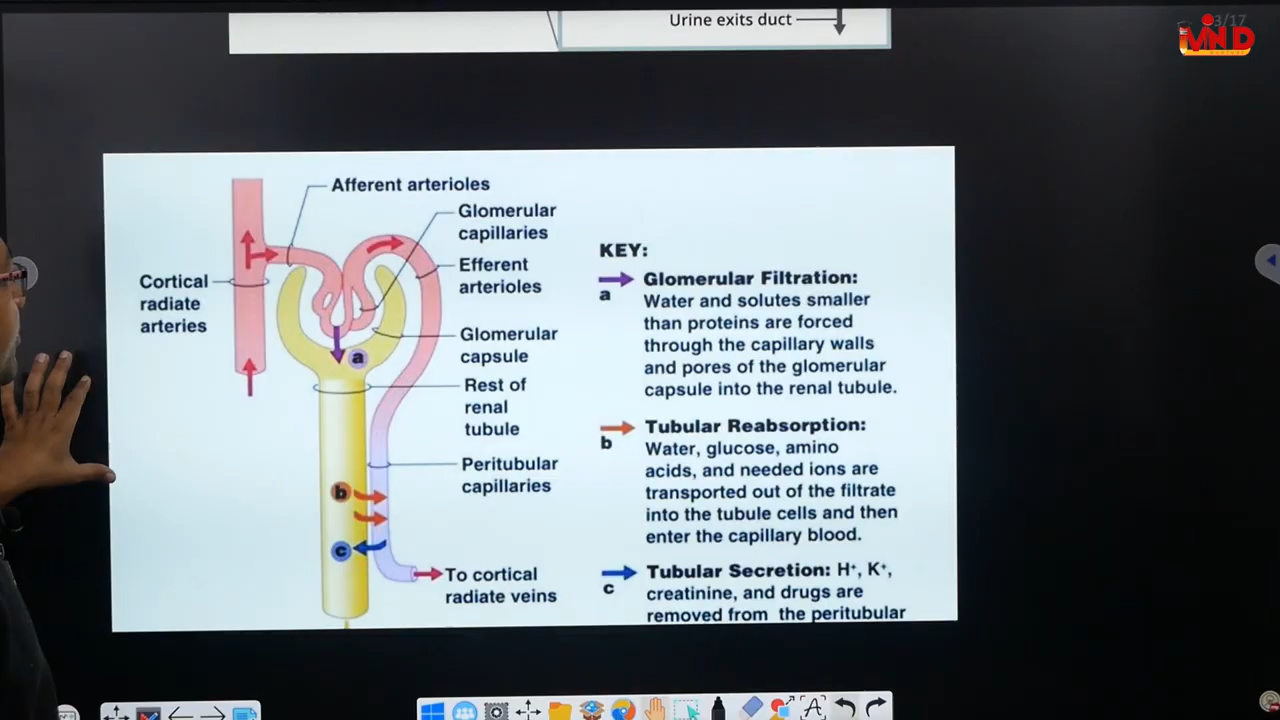 Urine exits duct
3/17
MIND
Afferent arterioles
Glomerular
capillaries
Efferent
arterioles
Cortical
radiate
arteries
Glomerular
capsule
a
Rest of
renal
tubule
Peritubular
capillaries
b
c
To cortical
radiate veins
KEY:
a
Glomerular Filtration:
Water and solutes smaller
than proteins are forced
through the capillary walls
and pores of the glomerular
capsule into the renal tubule.
b
Tubular Reabsorption:
Water, glucose, amino
acids, and needed ions are
transported out of the filtrate
into the tubule cells and then
enter the capillary blood.
c
Tubular Secretion: H⁺, K⁺,
creatinine, and drugs are
removed from the peritubular